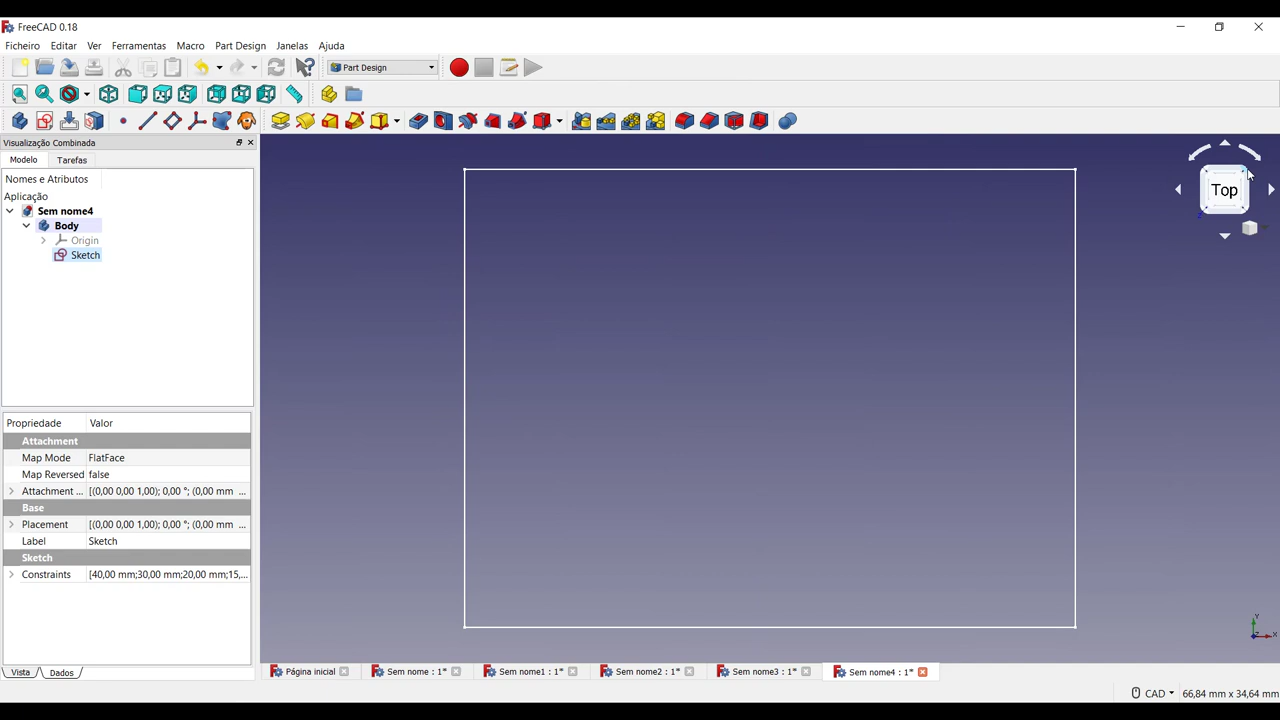 FreeCAD 0.18
Ficheiro Editar Ver Ferramentas Macro Part Design Janelas Ajuda
Part Design
Visualização Combinada
Modelo Tarefas
Nomes e Atributos
Aplicação
Sem nome4
Body
Origin
Sketch
Propriedade Valor
Attachment
Map Mode FlatFace
Map Reversed false
Attachment ... [(0,00 0,00 1,00); 0,00 °; (0,00 mm ...
Base
Placement [(0,00 0,00 1,00); 0,00 °; (0,00 mm ...
Label Sketch
Sketch
Constraints [40,00 mm;30,00 mm;20,00 mm;15,...
Vista Dados
Top
Z
Y
X
Página inicial Sem nome : 1* Sem nome1 : 1* Sem nome2 : 1* Sem nome3 : 1* Sem nome4 : 1*
CAD 66,84 mm x 34,64 mm